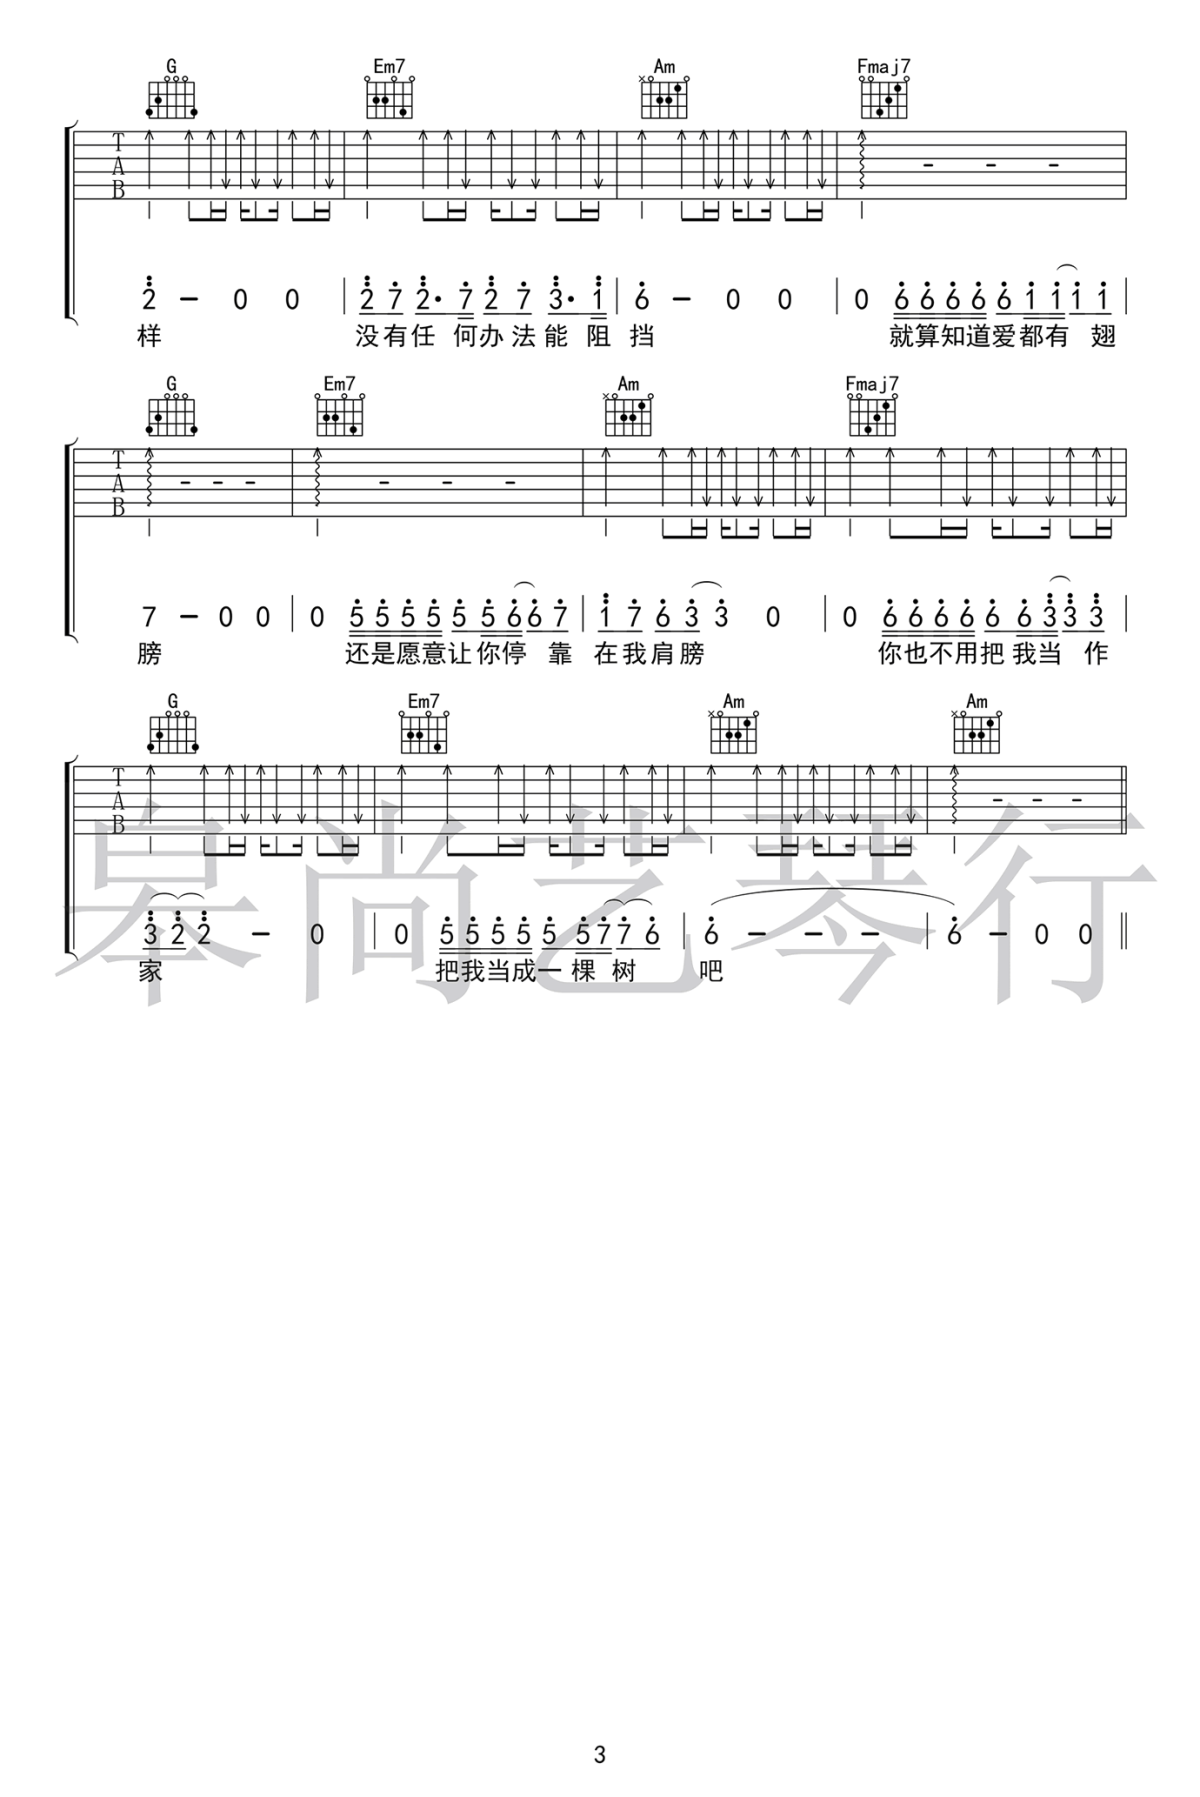 G Em7 Am Fmaj7
T
A
B
2 — 0 0 | 2 7 2· 7 2 7 3· 1 | 6 — 0 0 | 0 6 6 6 6 6 1 1 1 1 |
样 没有任 何办法能 阻 挡 就算知道爱都有 翅
G Em7 Am Fmaj7
T
A
B
7 — 0 0 | 0 5 5 5 5 5 5 6 6 7 | 1 7 6 3 3 0 | 0 6 6 6 6 6 6 3 3 3 |
膀 还是愿意让你停 靠 在我肩膀 你也不用把我当 作
G Em7 Am Am
T
A
B
3 2 2 — 0 | 0 5 5 5 5 5 5 7 7 6 | 6 — — — | 6 — 0 0 ‖
家 把我当成一棵 树 吧
皋尚艺琴行
3